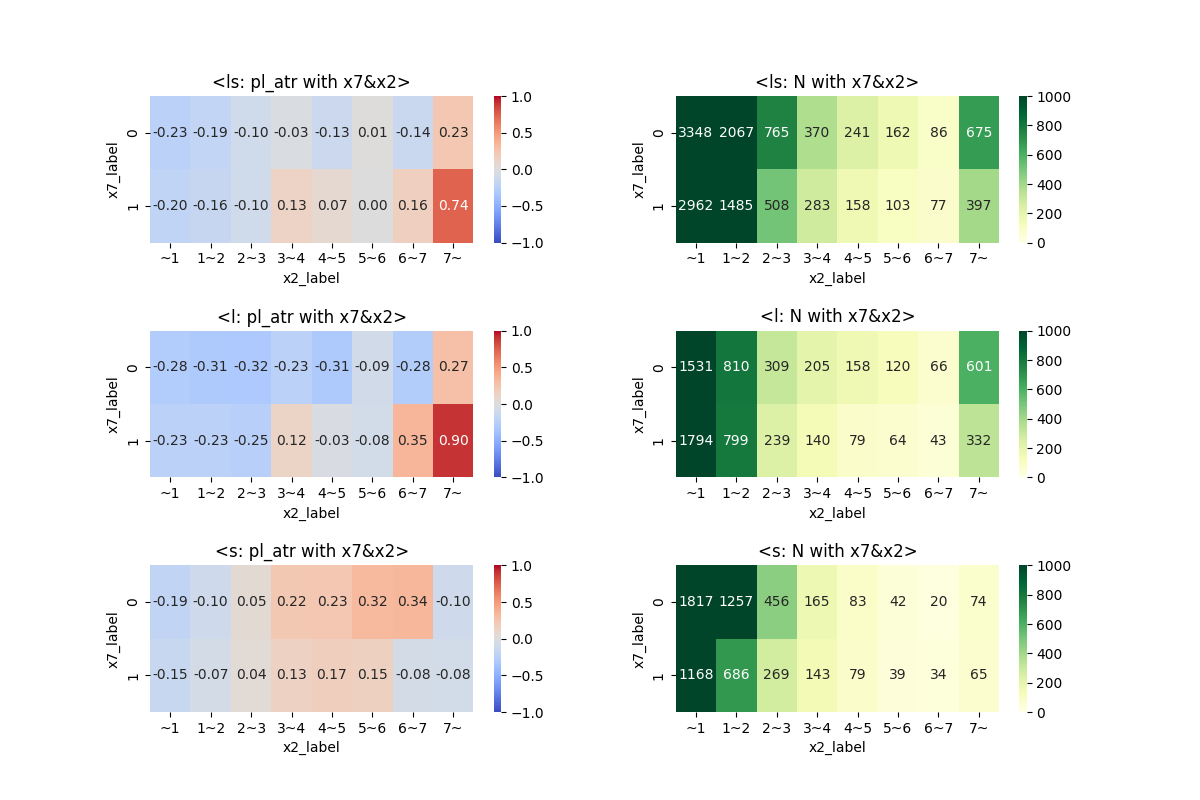 <ls: pl_atr with x7&x2>
<ls: N with x7&x2>
x7_label
0 -0.23 -0.19 -0.10 -0.03 -0.13 0.01 -0.14 0.23
1 -0.20 -0.16 -0.10 0.13 0.07 0.00 0.16 0.74
~1 1~2 2~3 3~4 4~5 5~6 6~7 7~
x2_label
1.0
0.5
0.0
−0.5
−1.0
x7_label
0 3348 2067 765 370 241 162 86 675
1 2962 1485 508 283 158 103 77 397
~1 1~2 2~3 3~4 4~5 5~6 6~7 7~
x2_label
1000
800
600
400
200
0
<l: pl_atr with x7&x2>
<l: N with x7&x2>
x7_label
0 -0.28 -0.31 -0.32 -0.23 -0.31 -0.09 -0.28 0.27
1 -0.23 -0.23 -0.25 0.12 -0.03 -0.08 0.35 0.90
~1 1~2 2~3 3~4 4~5 5~6 6~7 7~
x2_label
1.0
0.5
0.0
−0.5
−1.0
x7_label
0 1531 810 309 205 158 120 66 601
1 1794 799 239 140 79 64 43 332
~1 1~2 2~3 3~4 4~5 5~6 6~7 7~
x2_label
1000
800
600
400
200
0
<s: pl_atr with x7&x2>
<s: N with x7&x2>
x7_label
0 -0.19 -0.10 0.05 0.22 0.23 0.32 0.34 -0.10
1 -0.15 -0.07 0.04 0.13 0.17 0.15 -0.08 -0.08
~1 1~2 2~3 3~4 4~5 5~6 6~7 7~
x2_label
1.0
0.5
0.0
−0.5
−1.0
x7_label
0 1817 1257 456 165 83 42 20 74
1 1168 686 269 143 79 39 34 65
~1 1~2 2~3 3~4 4~5 5~6 6~7 7~
x2_label
1000
800
600
400
200
0